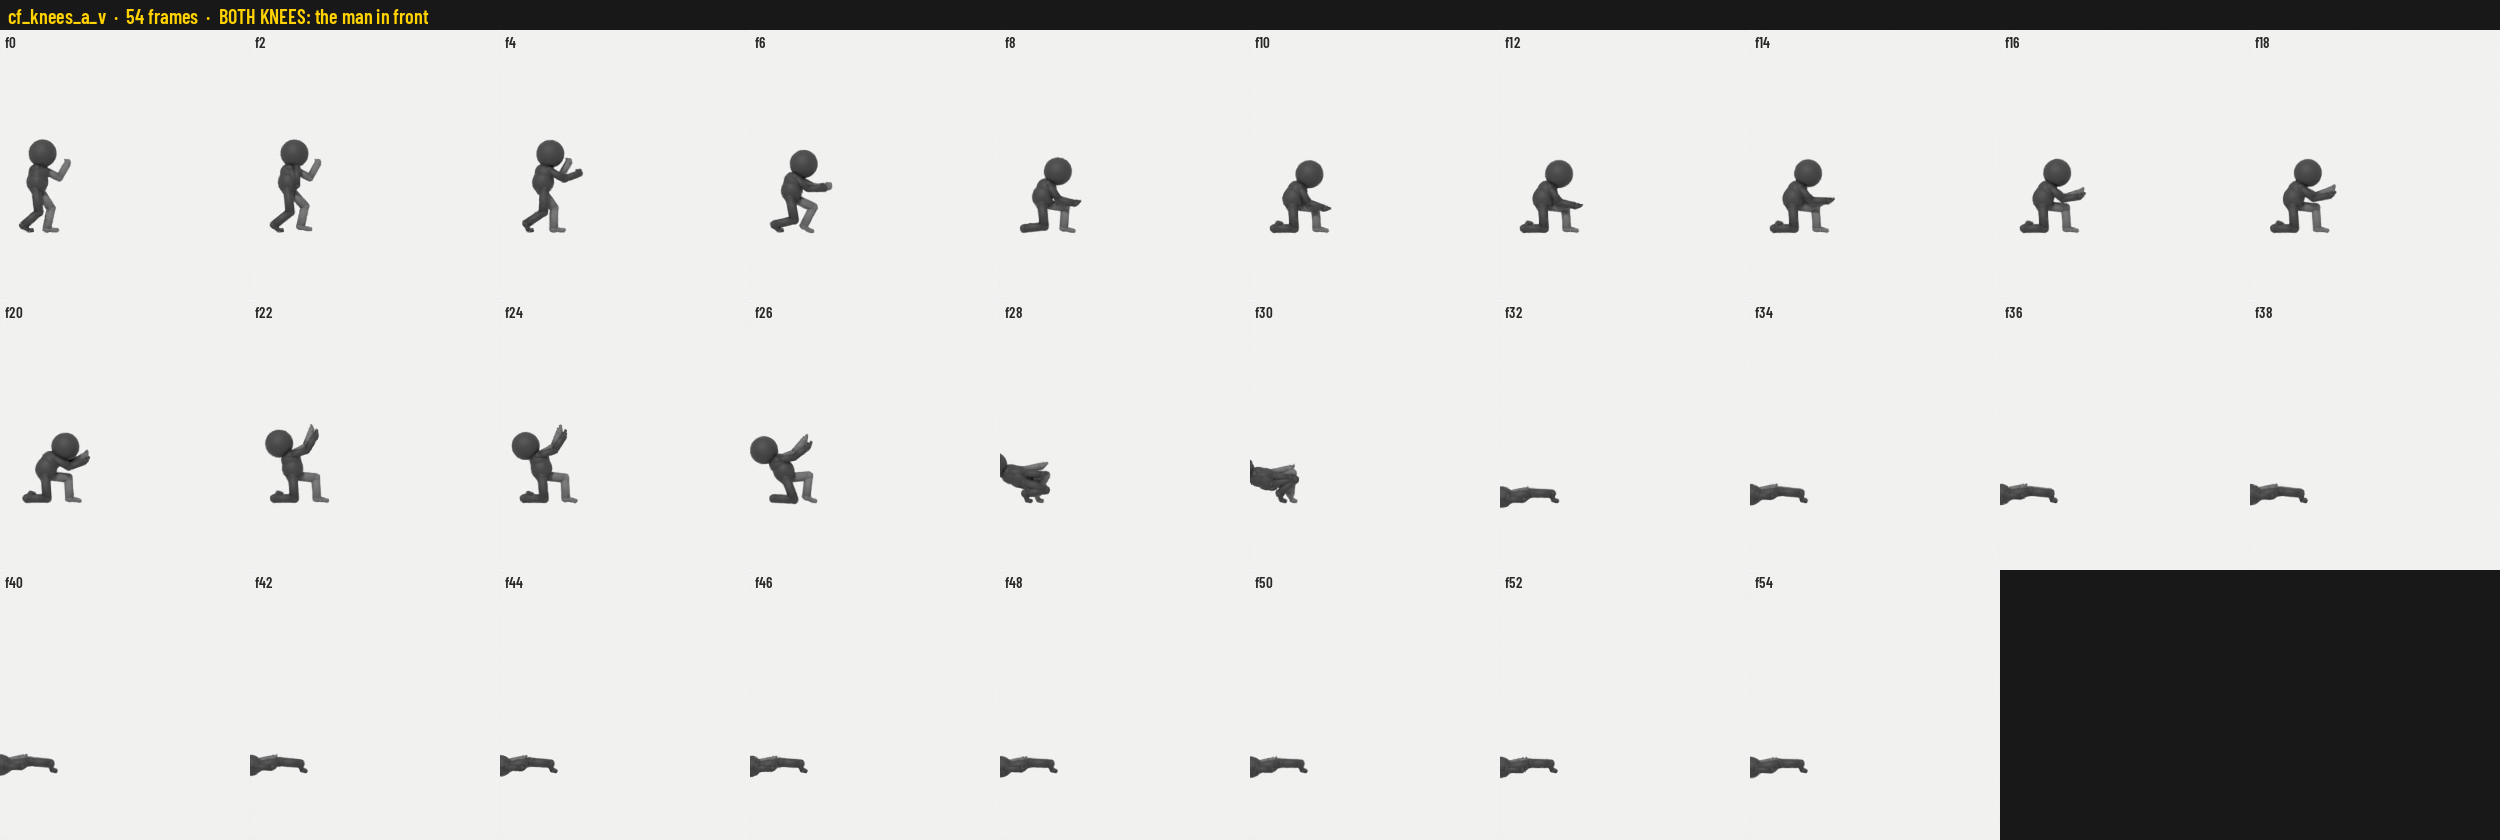 cf_knees_a_v · 54 frames · BOTH KNEES: the man in front
f0 f2 f4 f6 f8 f10 f12 f14 f16 f18
f20 f22 f24 f26 f28 f30 f32 f34 f36 f38
f40 f42 f44 f46 f48 f50 f52 f54